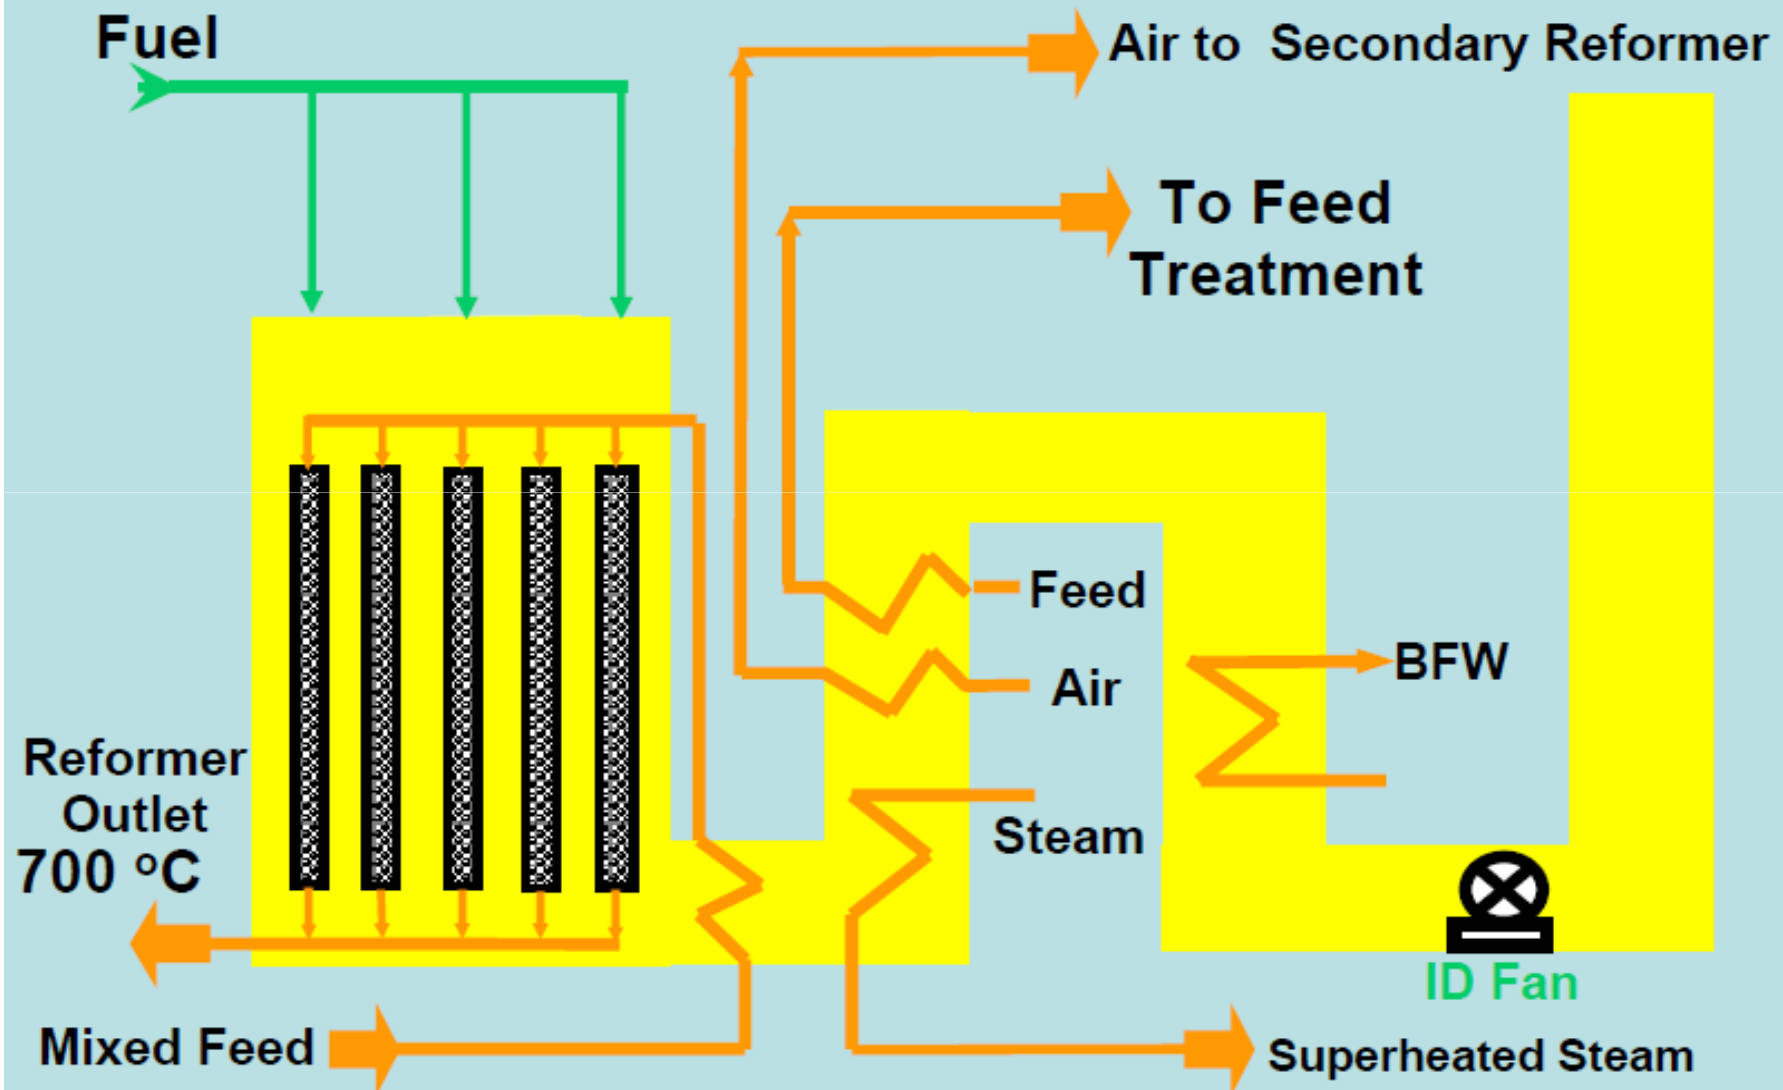 Fuel
Air to Secondary Reformer
To Feed
Treatment
Feed
Air
BFW
Steam
Reformer
Outlet
700 ºC
ID Fan
Mixed Feed
Superheated Steam